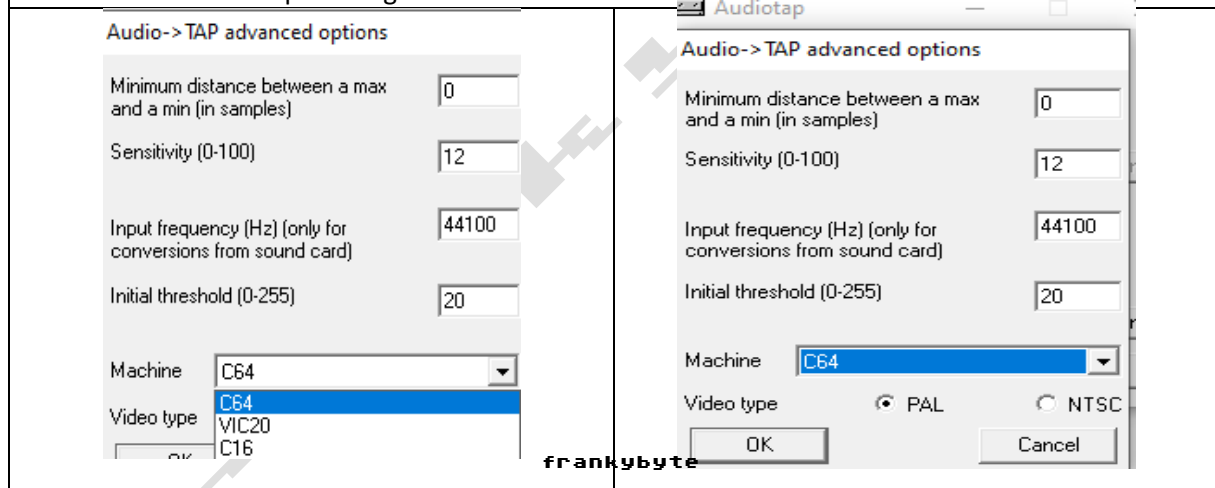 Audio->TAP advanced options
Minimum distance between a max
and a min (in samples)
0
Sensitivity (0-100)
12
Input frequency (Hz) (only for
conversions from sound card)
44100
Initial threshold (0-255)
20
Machine
C64
C64
Video type
VIC20
C16
Audiotap
Audio->TAP advanced options
Minimum distance between a max
and a min (in samples)
0
Sensitivity (0-100)
12
Input frequency (Hz) (only for
conversions from sound card)
44100
Initial threshold (0-255)
20
Machine
C64
Video type
PAL
NTSC
OK
Cancel
frankybyte